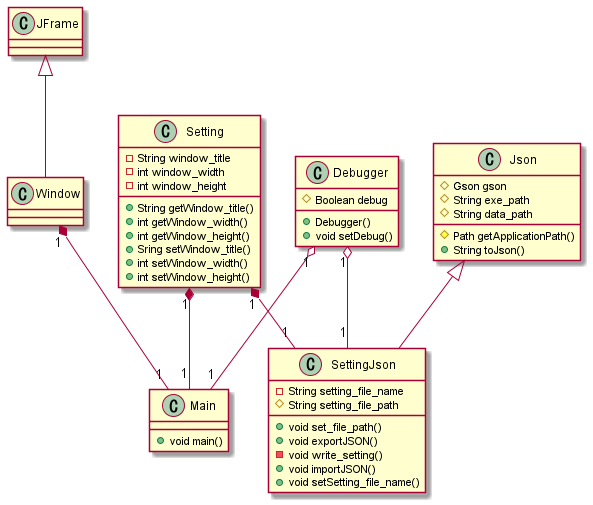 C JFrame
C Window
C Setting
String window_title
int window_width
int window_height
String getWindow_title()
int getWindow_width()
int getWindow_height()
Sring setWindow_title()
int setWindow_width()
int setWindow_height()
C Debugger
Boolean debug
Debugger()
void setDebug()
C Json
Gson gson
String exe_path
String data_path
Path getApplicationPath()
String toJson()
1
1
1
1
1
1
1
1
1
1
C Main
void main()
C SettingJson
String setting_file_name
String setting_file_path
void set_file_path()
void exportJSON()
void write_setting()
void importJSON()
void setSetting_file_name()